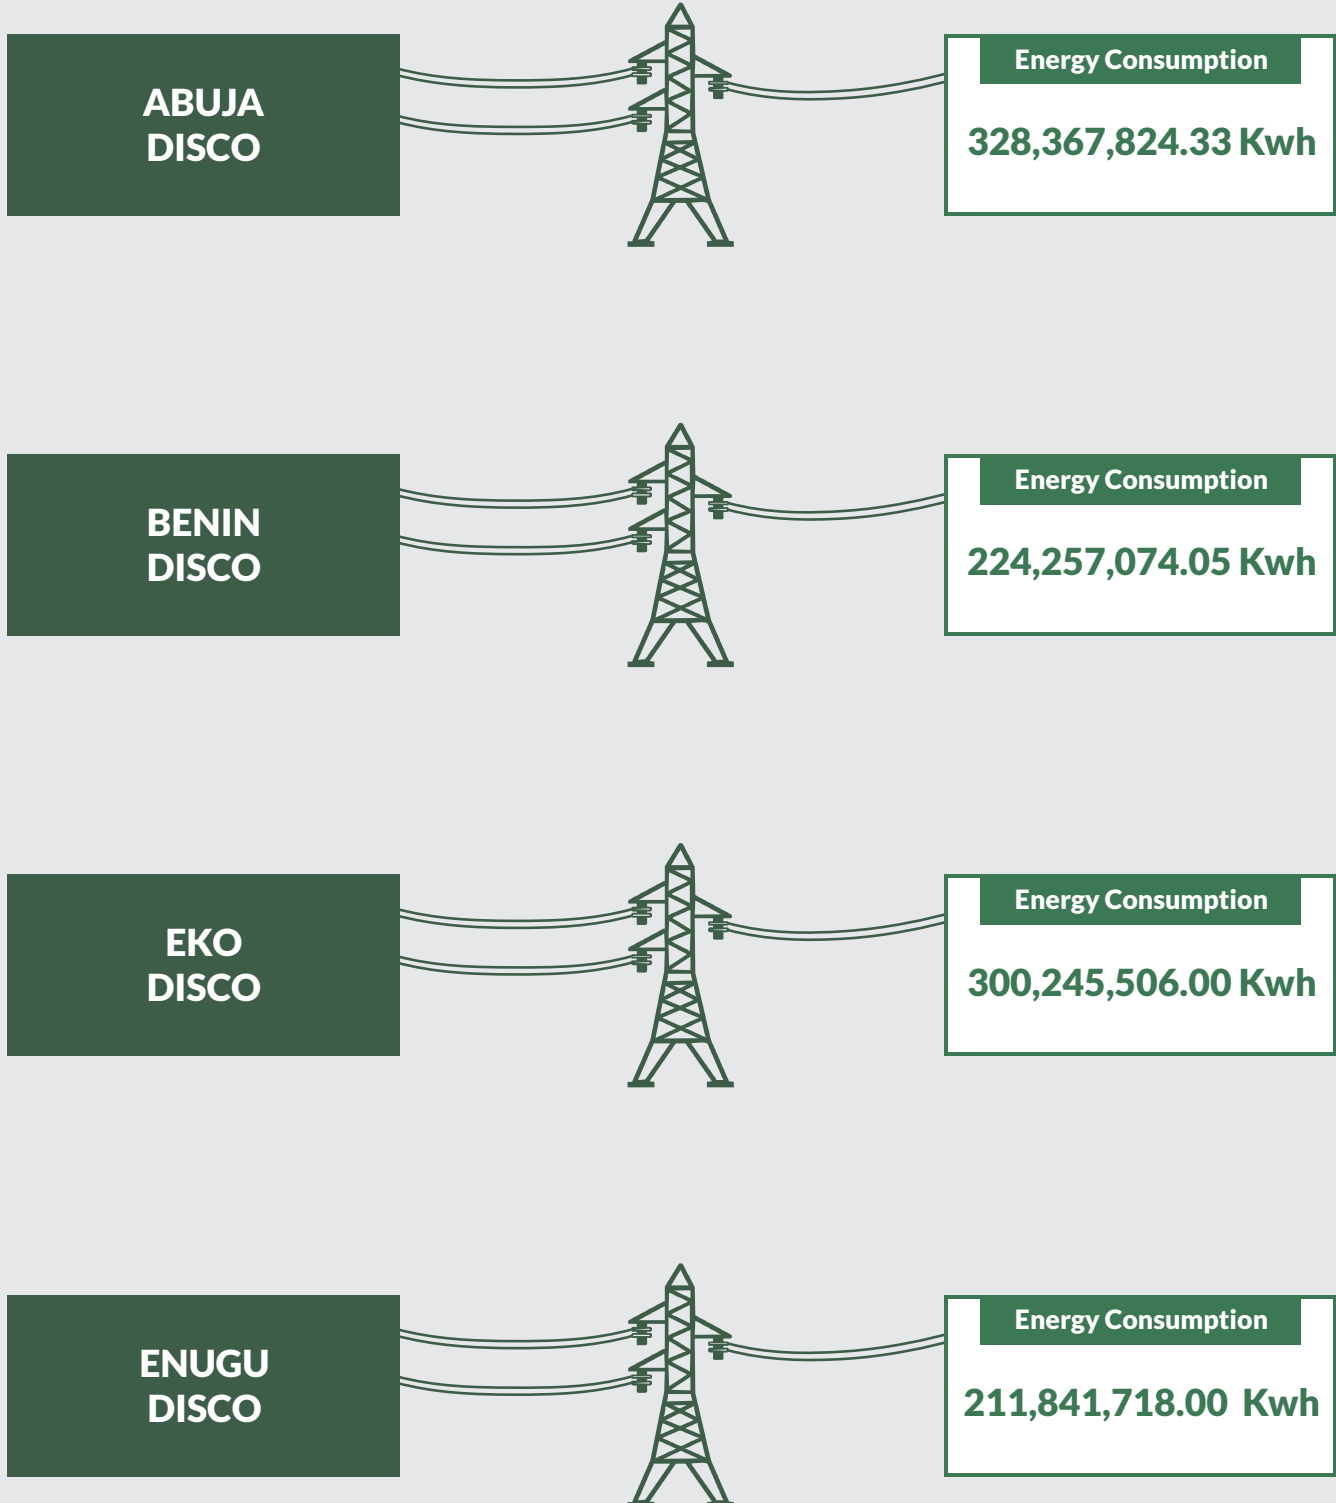 ABUJA
DISCO
Energy Consumption
328,367,824.33 Kwh
BENIN
DISCO
Energy Consumption
224,257,074.05 Kwh
EKO
DISCO
Energy Consumption
300,245,506.00 Kwh
ENUGU
DISCO
Energy Consumption
211,841,718.00 Kwh